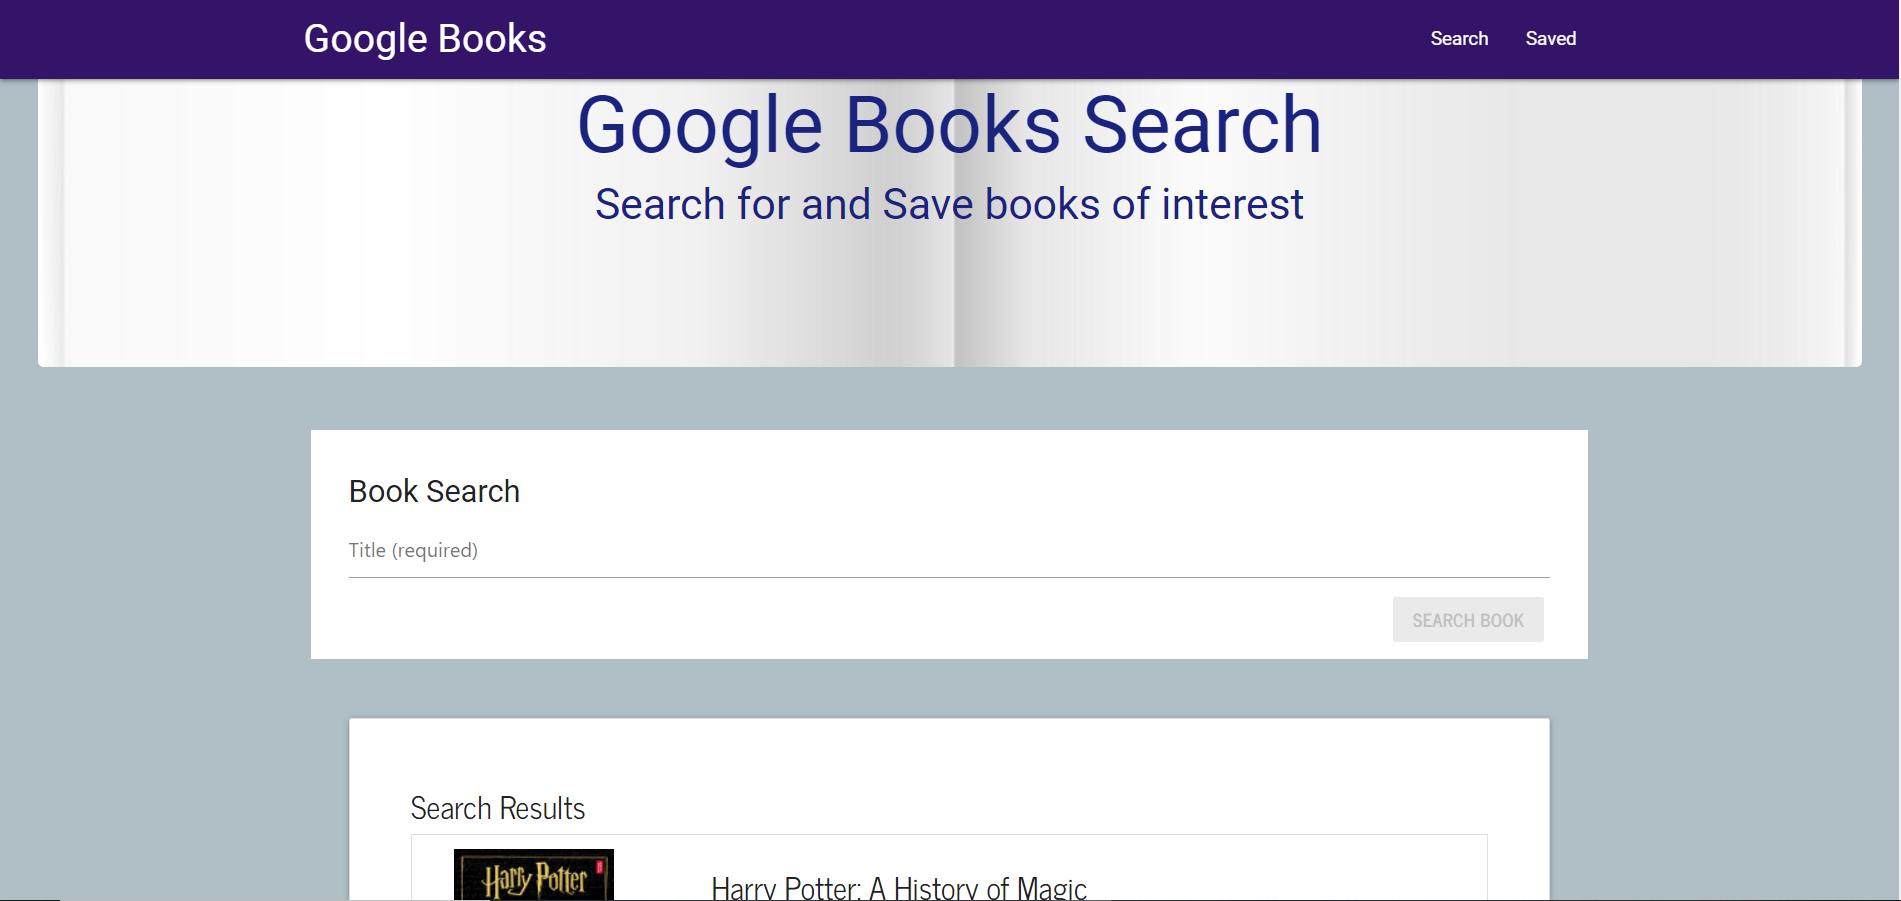 Google Books
Search
Saved
Google Books Search
Search for and Save books of interest
Book Search
Title (required)
SEARCH BOOK
Search Results
Harry Potter
Harry Potter: A History of Magic